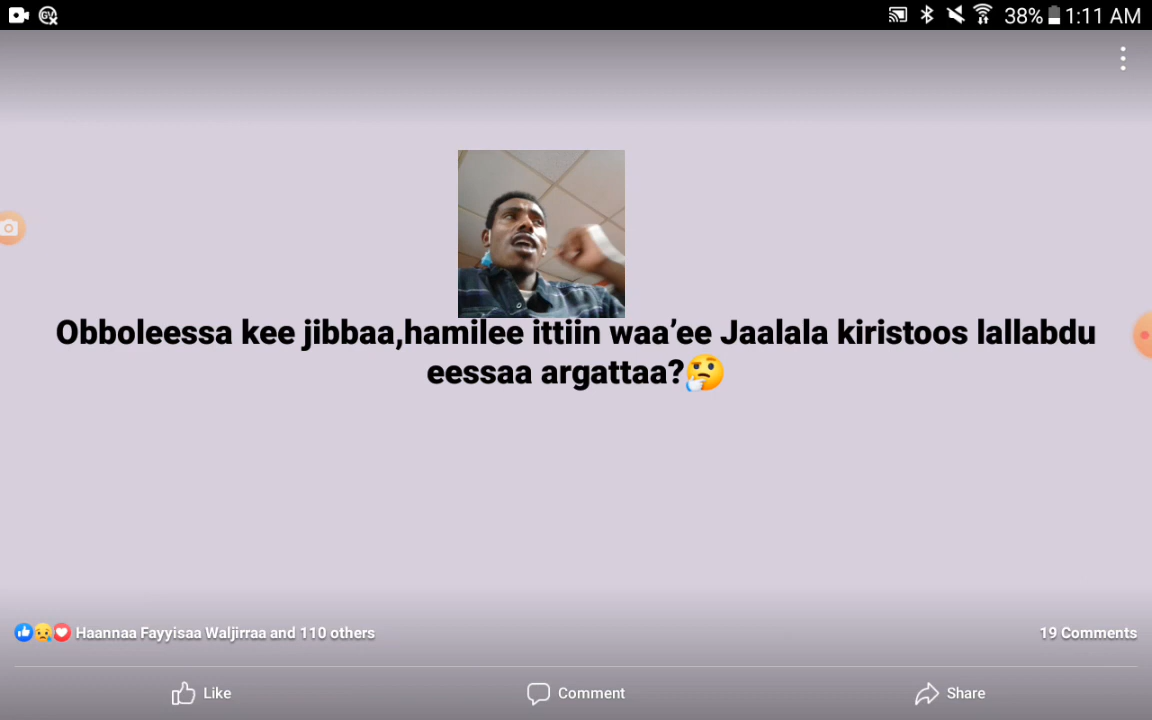 38% 1:11 AM
Obboleessa kee jibbaa,hamilee ittiin waa’ee Jaalala kiristoos lallabdu
eessaa argattaa?🤔
Haannaa Fayyisaa Waljirraa and 110 others
19 Comments
Like
Comment
Share